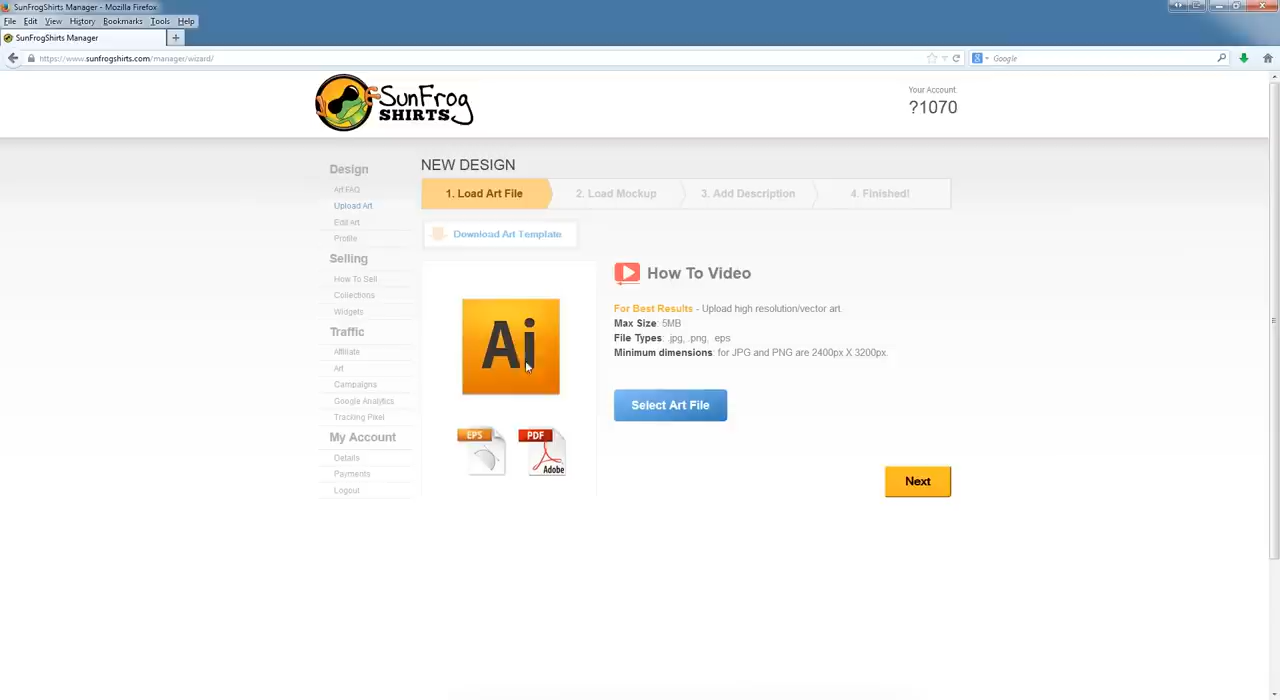 SunFrogShirts Manager - Mozilla Firefox
File Edit View History Bookmarks Tools Help
SunFrogShirts Manager
https://www.sunfrogshirts.com/manager/wizard/
Google
SunFrog
SHIRTS
Your Account
?1070
Design
Art FAQ
Upload Art
Edit Art
Profile
Selling
How To Sell
Collections
Widgets
Traffic
Affiliate
Art
Campaigns
Google Analytics
Tracking Pixel
My Account
Details
Payments
Logout
NEW DESIGN
1. Load Art File
2. Load Mockup
3. Add Description
4. Finished!
Download Art Template
Ai
EPS
PDF
Adobe
How To Video
For Best Results - Upload high resolution/vector art.
Max Size: 5MB
File Types: .jpg, .png, eps
Minimum dimensions: for JPG and PNG are 2400px X 3200px.
Select Art File
Next